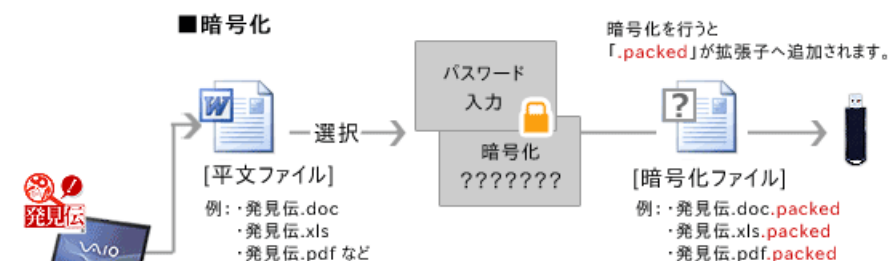 ■暗号化
暗号化を行うと
「.packed」が拡張子へ追加されます。
W
選択
パスワード
入力
暗号化
???????
?
[平文ファイル]
例：・発見伝.doc
・発見伝.xls
・発見伝.pdf など
[暗号化ファイル]
例：・発見伝.doc.packed
・発見伝.xls.packed
・発見伝.pdf.packed
発見伝
VAIO